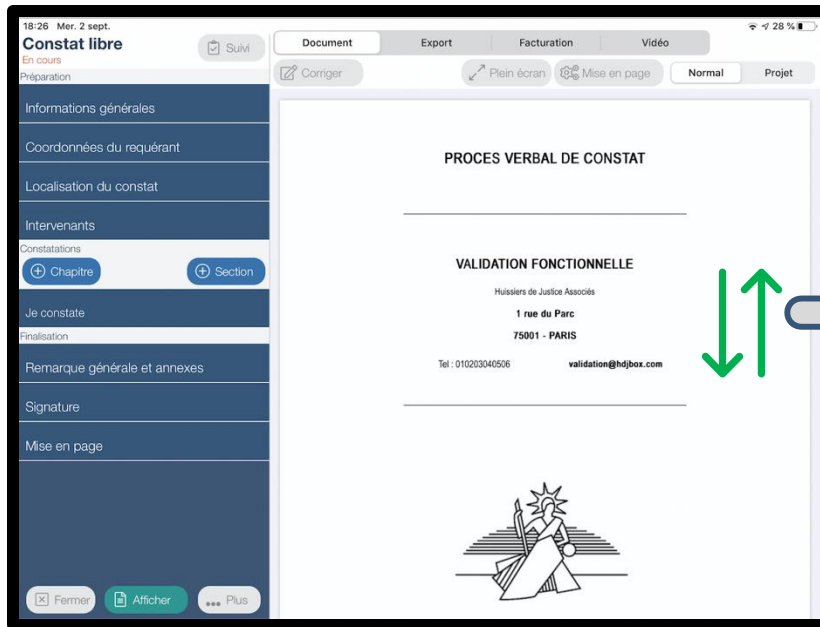 18:26 Mer. 2 sept.
28 %
Constat libre
En cours
Suivi
Préparation
Informations générales
Coordonnées du requérant
Localisation du constat
Intervenants
Constatations
Chapitre
Section
Je constate
Finalisation
Remarque générale et annexes
Signature
Mise en page
Fermer
Afficher
Plus
Document
Export
Facturation
Vidéo
Corriger
Plein écran
Mise en page
Normal
Projet
PROCES VERBAL DE CONSTAT
VALIDATION FONCTIONNELLE
Huissiers de Justice Associés
1 rue du Parc
75001 - PARIS
Tel : 010203040506 validation@hdjbox.com